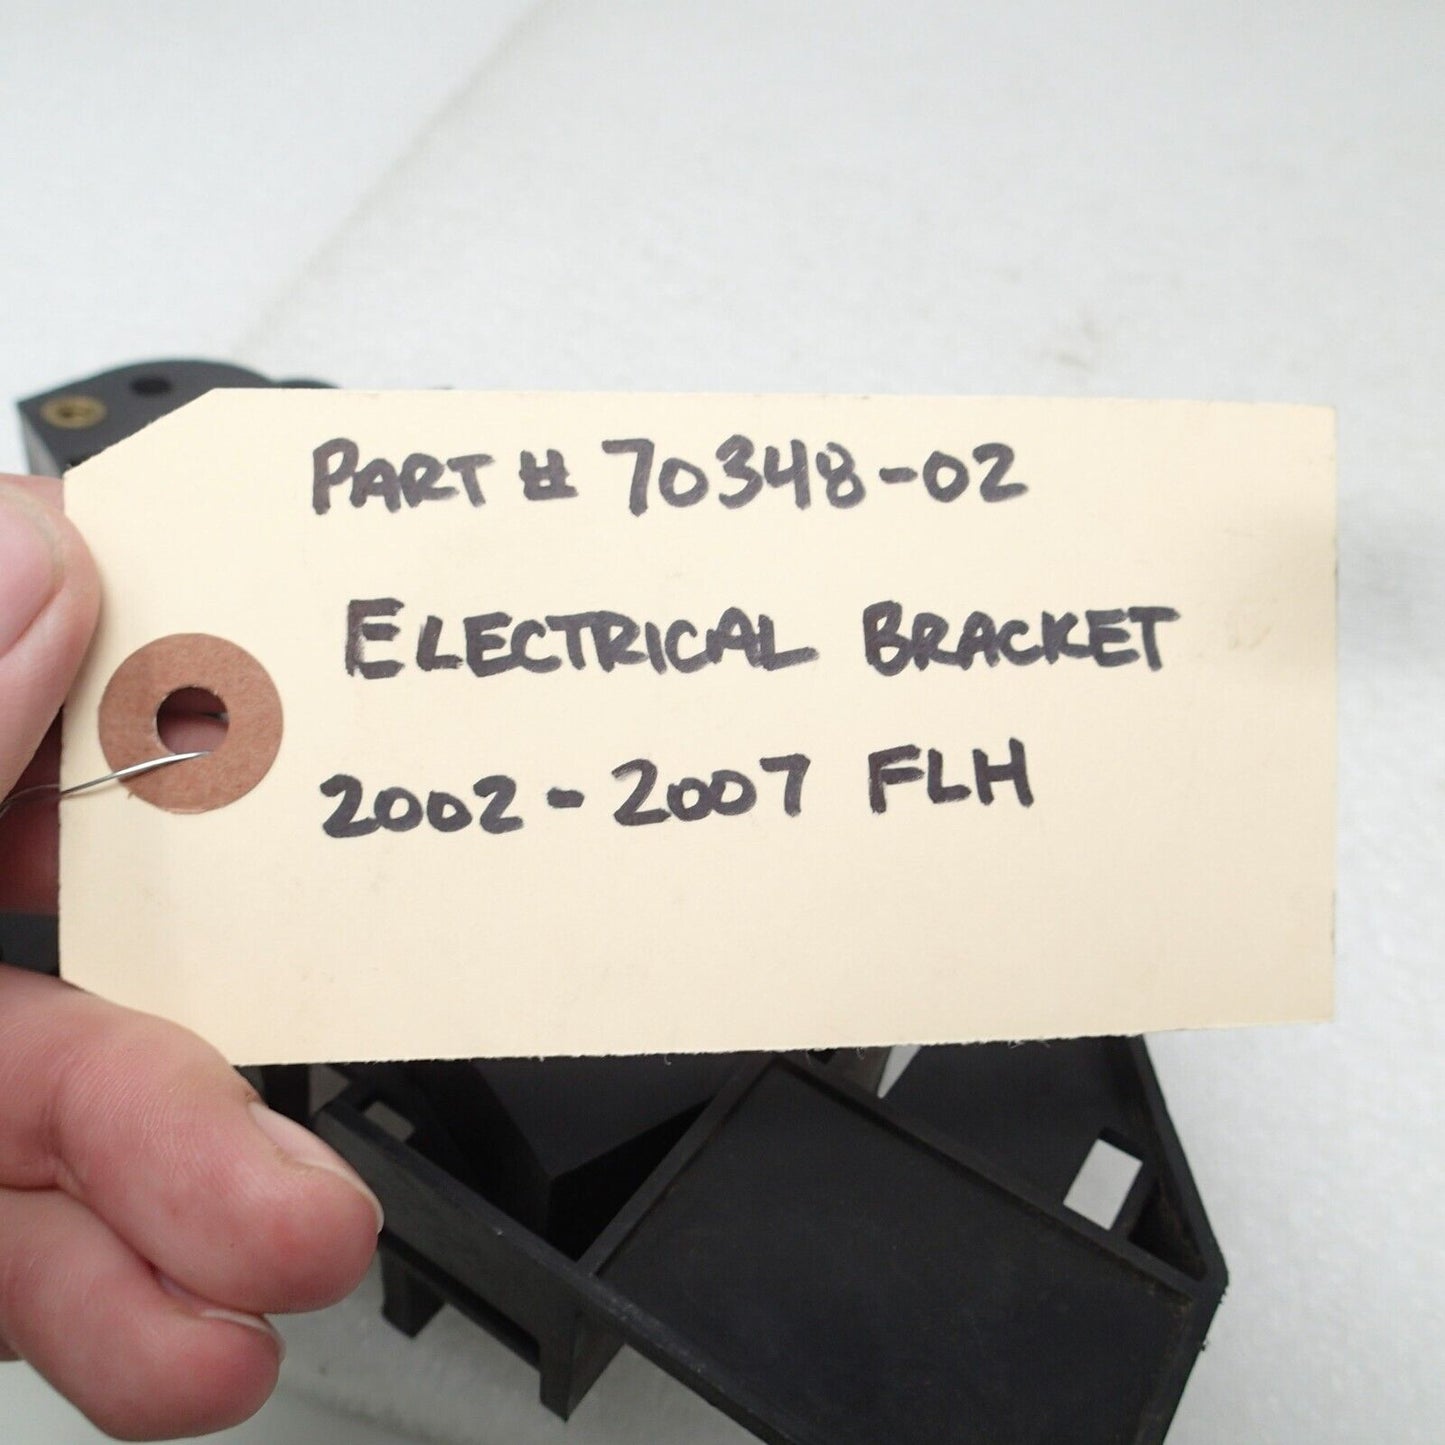 PART # 70348-02
ELECTRICAL BRACKET
2002-2007 FLH